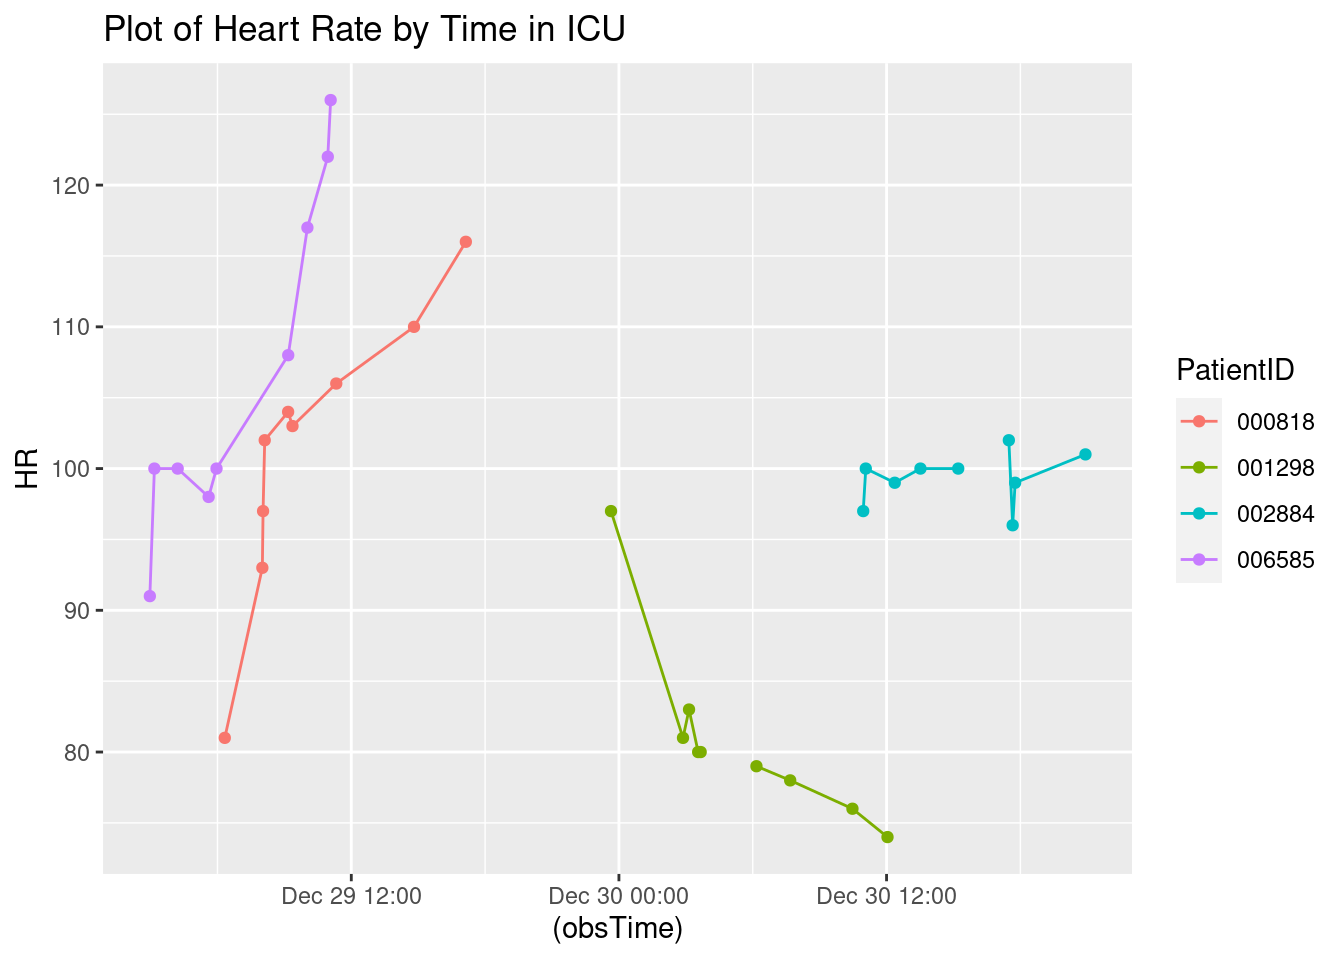 Plot of Heart Rate by Time in ICU
120
110
100
90
80
HR
Dec 29 12:00
Dec 30 00:00
Dec 30 12:00
(obsTime)
PatientID
000818
001298
002884
006585